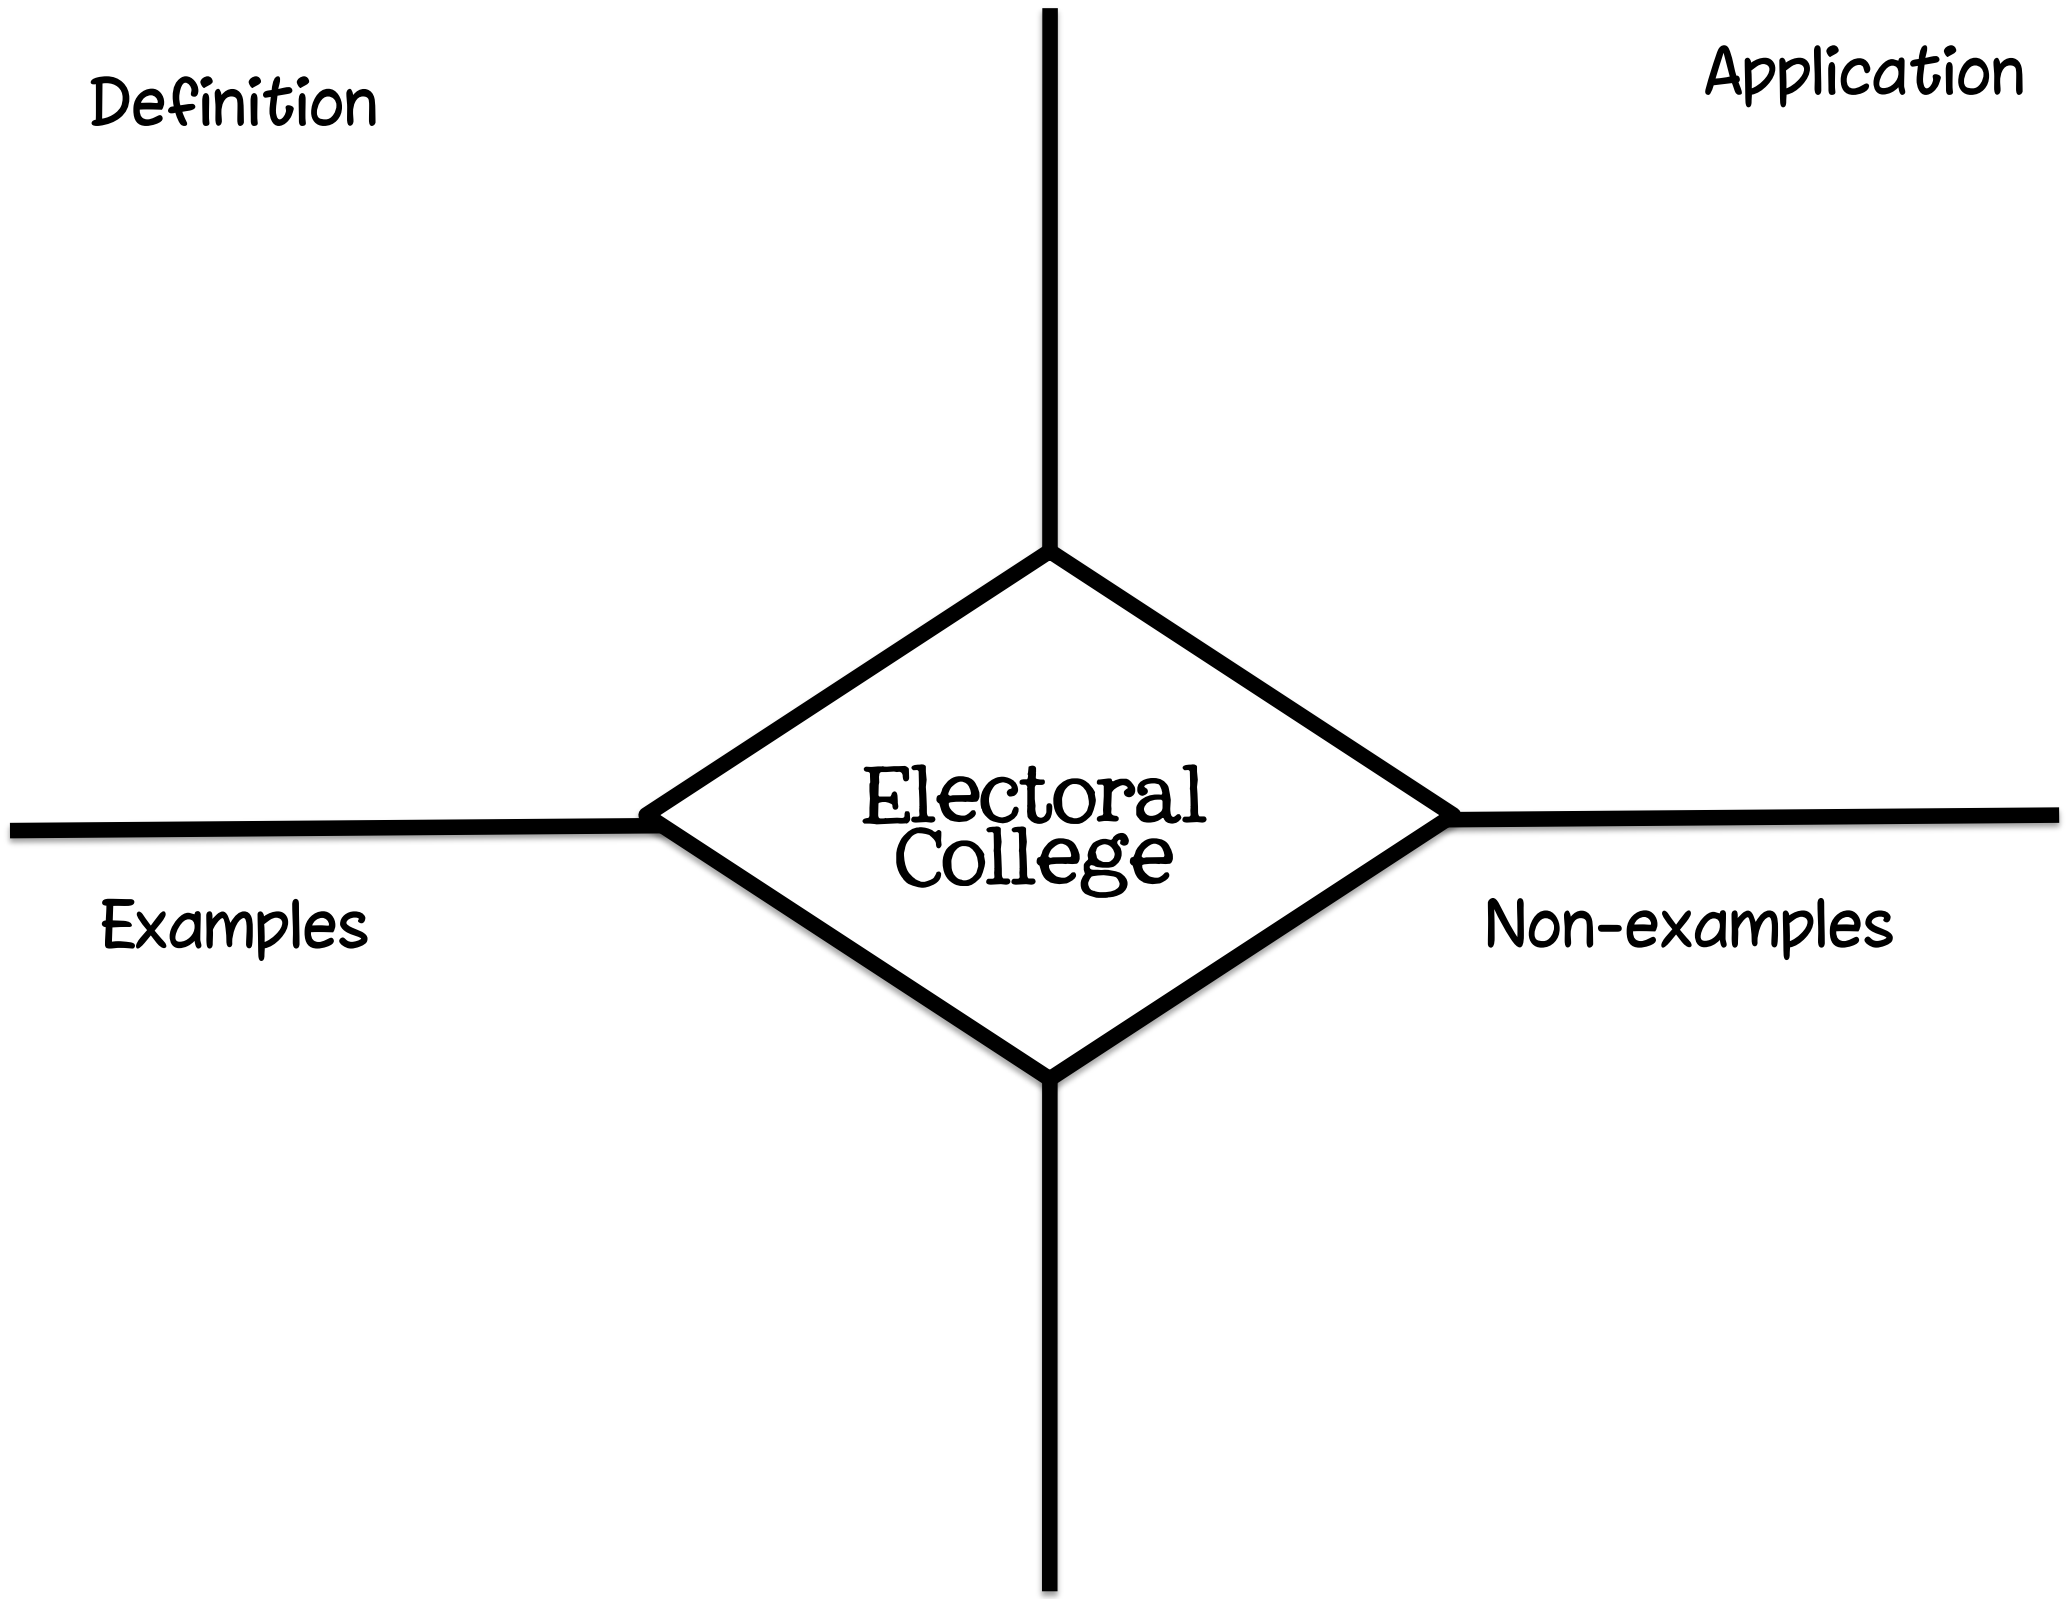 Definition
Application
Electoral
College
Examples
Non-examples